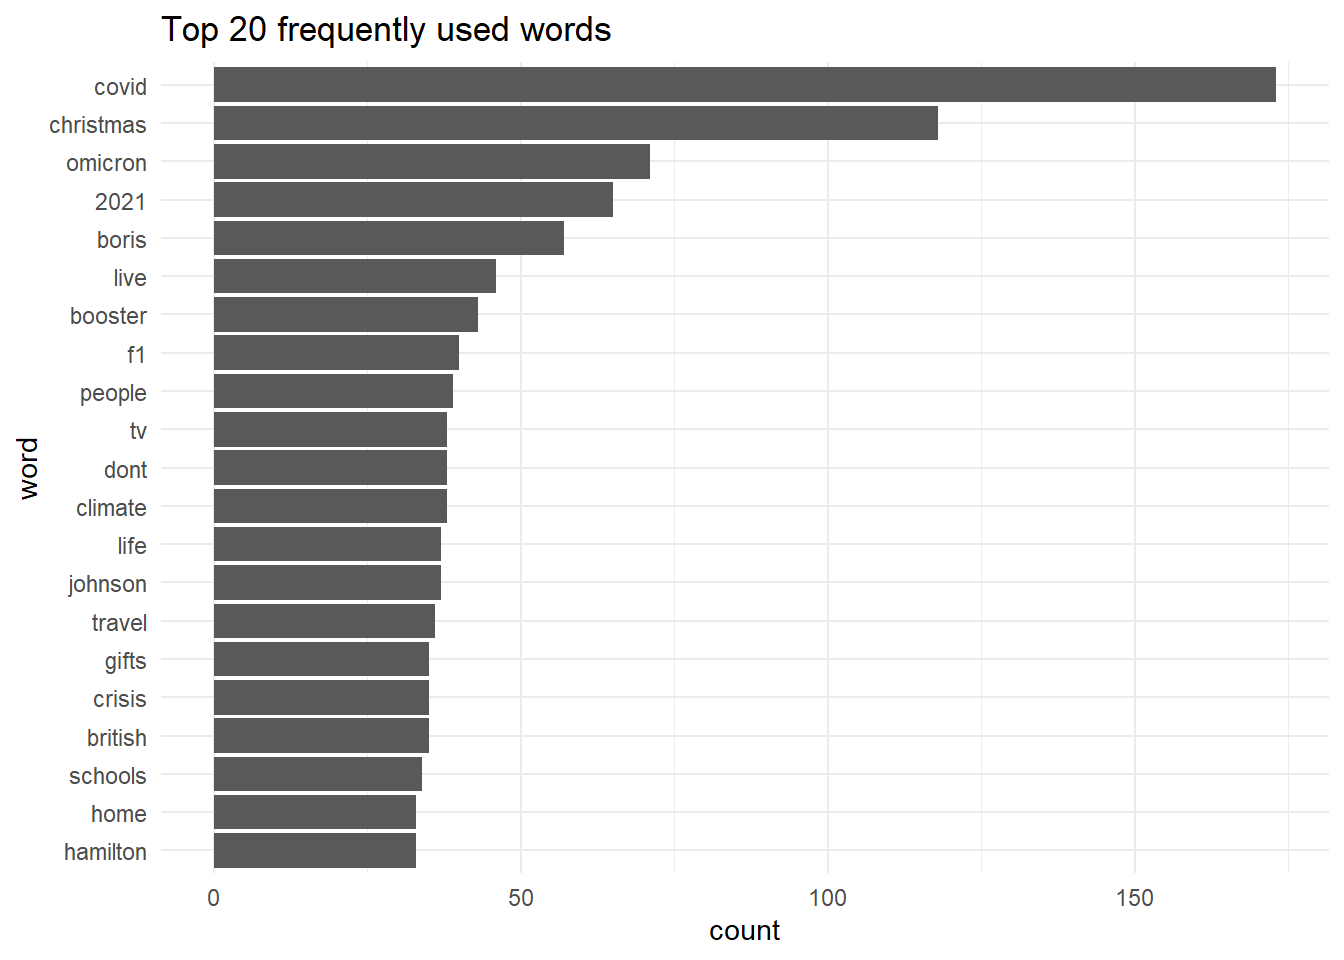 Top 20 frequently used words
covid
christmas
omicron
2021
boris
live
booster
f1
people
tv
dont
climate
life
johnson
travel
gifts
crisis
british
schools
home
hamilton
word
0 50 100 150
count